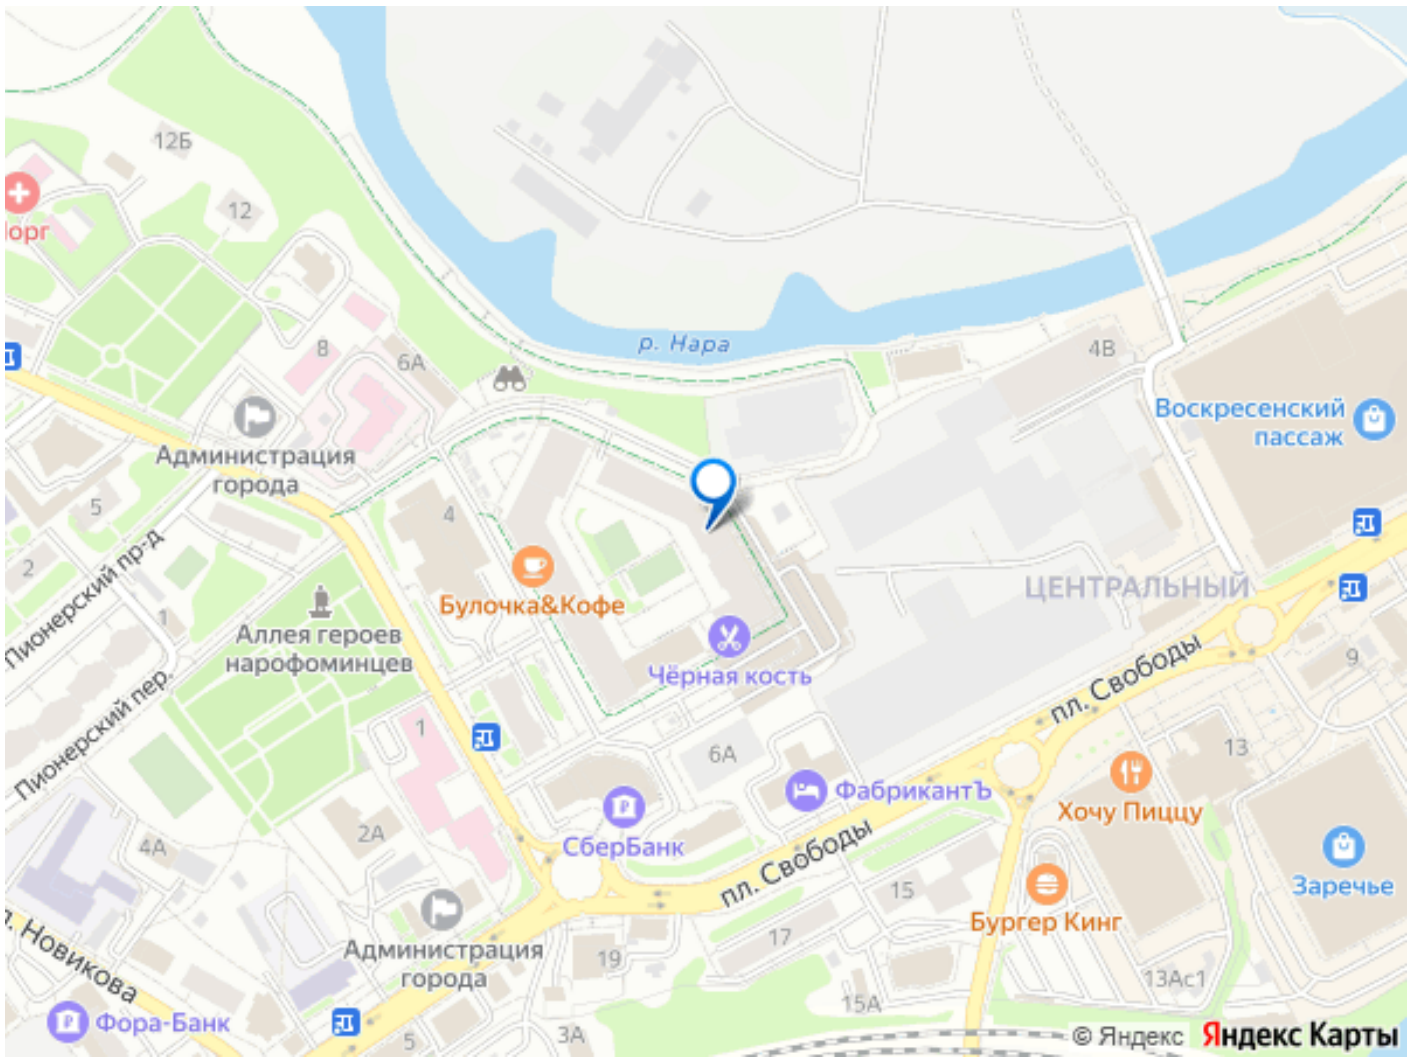 12Б
12
орг
8
6А
р. Нара
4В
Воскресенский
пассаж
Администрация
города
5
4
2
Пионерский пр-д
1
Булочка&Кофе
Аллея героев
нарофоминцев
ЦЕНТРАЛЬНЫЙ
Чёрная кость
9
пл. Свободы
Пионерский пер.
1
6А
13
ФабрикантЪ
Хочу Пиццу
СберБанк
2А
4А
пл. Свободы
Заречье
15
Бургер Кинг
Администрация
города
17
19
Новикова
13Ас1
15А
Фора-Банк
5
3А
© Яндекс Яндекс Карты